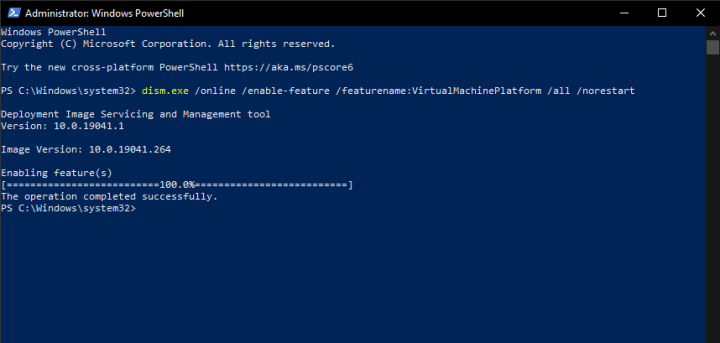 Administrator: Windows PowerShell
Windows PowerShell
Copyright (C) Microsoft Corporation. All rights reserved.
Try the new cross-platform PowerShell https://aka.ms/pscore6
PS C:\Windows\system32> dism.exe /online /enable-feature /featurename:VirtualMachinePlatform /all /norestart
Deployment Image Servicing and Management tool
Version: 10.0.19041.1
Image Version: 10.0.19041.264
Enabling feature(s)
[==========================100.0%==========================]
The operation completed successfully.
PS C:\Windows\system32>